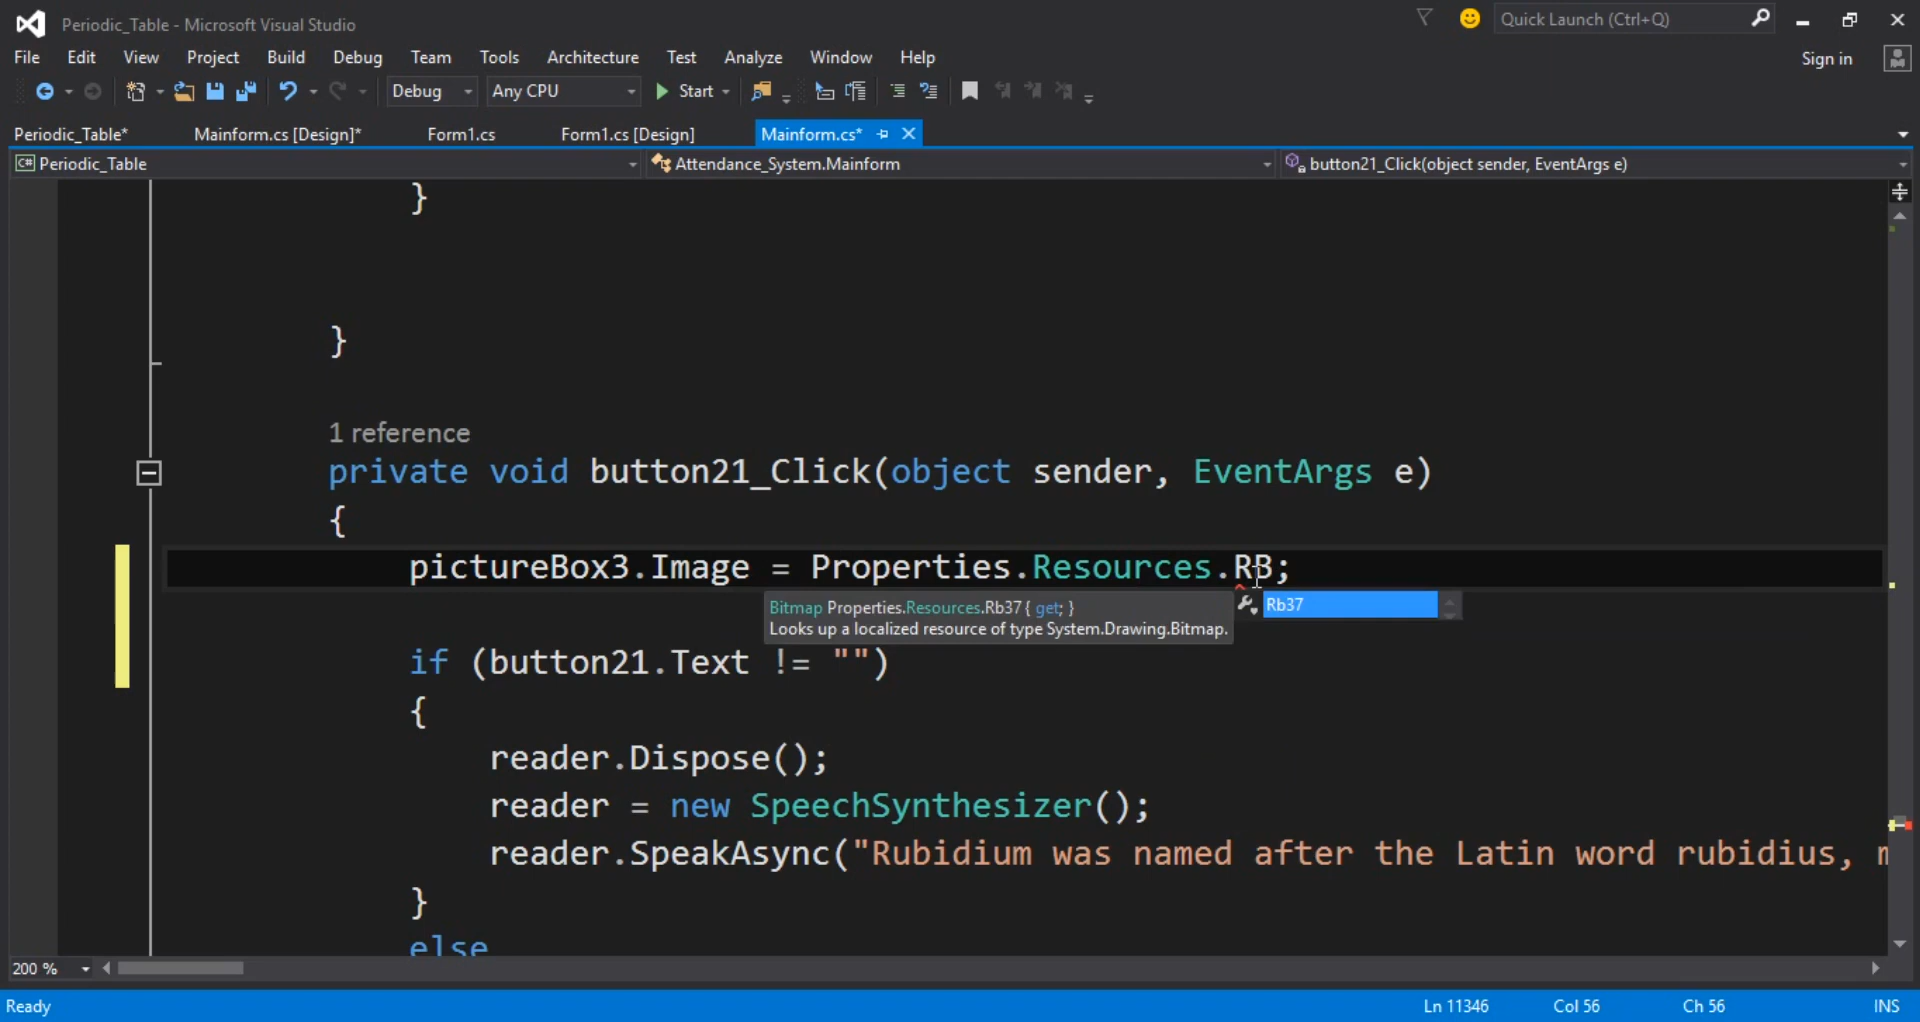 Periodic_Table - Microsoft Visual Studio
Quick Launch (Ctrl+Q)
File Edit View Project Build Debug Team Tools Architecture Test Analyze Window Help
Sign in
Debug Any CPU Start
Periodic_Table* Mainform.cs [Design]* Form1.cs Form1.cs [Design] Mainform.cs*
C# Periodic_Table Attendance_System.Mainform button21_Click(object sender, EventArgs e)
}
}
1 reference
private void button21_Click(object sender, EventArgs e)
{
pictureBox3.Image = Properties.Resources.RB;
Bitmap Properties.Resources.Rb37 { get; }
Looks up a localized resource of type System.Drawing.Bitmap.
Rb37
if (button21.Text != "")
{
reader.Dispose();
reader = new SpeechSynthesizer();
reader.SpeakAsync("Rubidium was named after the Latin word rubidius,
}
else
200 %
Ready Ln 11346 Col 56 Ch 56 INS